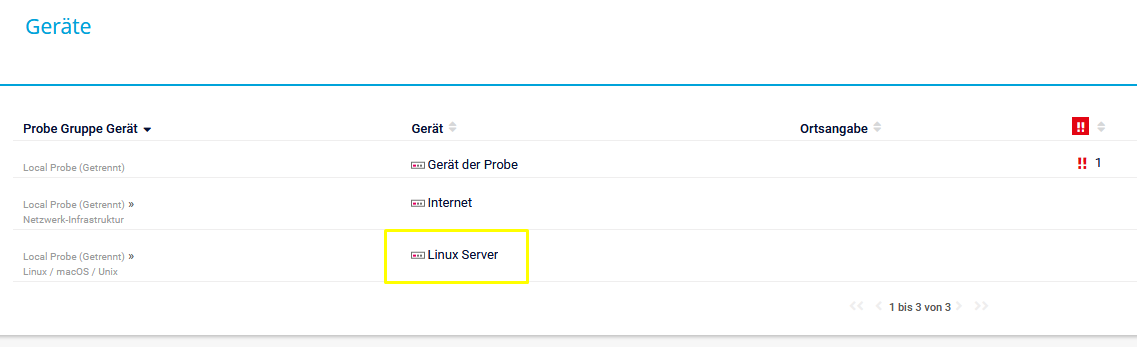 Geräte
Probe Gruppe Gerät Gerät Ortsangabe !!
Local Probe (Getrennt) Gerät der Probe !! 1
Local Probe (Getrennt) » Internet
Netzwerk-Infrastruktur
Local Probe (Getrennt) » Linux Server
Linux / macOS / Unix
<< < 1 bis 3 von 3 > >>